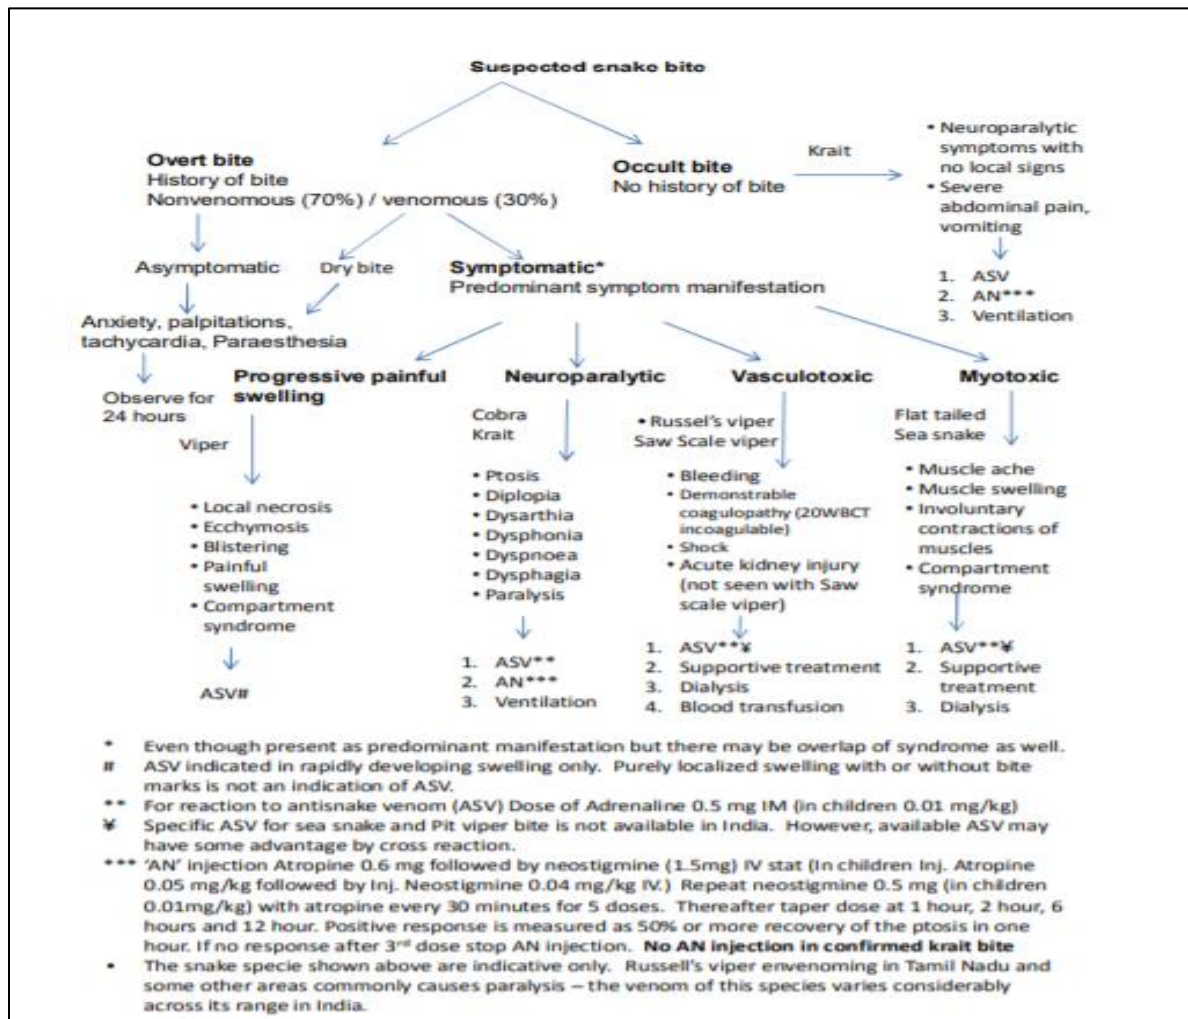 Suspected snake bite
Overt bite
History of bite
Nonvenomous (70%) / venomous (30%)
Occult bite
No history of bite
Krait
• Neuroparalytic
symptoms with
no local signs
• Severe
abdominal pain,
vomiting
1. ASV
2. AN***
3. Ventilation
Asymptomatic
Dry bite
Symptomatic*
Predominant symptom manifestation
Anxiety, palpitations,
tachycardia, Paraesthesia
Observe for
24 hours
Progressive painful
swelling
Viper
• Local necrosis
• Ecchymosis
• Blistering
• Painful
swelling
• Compartment
syndrome
ASV#
Neuroparalytic
Cobra
Krait
• Ptosis
• Diplopia
• Dysarthia
• Dysphonia
• Dyspnoea
• Dysphagia
• Paralysis
1. ASV**
2. AN***
3. Ventilation
Vasculotoxic
• Russel's viper
Saw Scale viper
• Bleeding
• Demonstrable
coagulopathy (20WBCT
incoagulable)
• Shock
• Acute kidney injury
(not seen with Saw
scale viper)
1. ASV**¥
2. Supportive treatment
3. Dialysis
4. Blood transfusion
Myotoxic
Flat tailed
Sea snake
• Muscle ache
• Muscle swelling
• Involuntary
contractions of
muscles
• Compartment
syndrome
1. ASV**¥
2. Supportive
treatment
3. Dialysis
* Even though present as predominant manifestation but there may be overlap of syndrome as well.
# ASV indicated in rapidly developing swelling only. Purely localized swelling with or without bite
marks is not an indication of ASV.
** For reaction to antisnake venom (ASV) Dose of Adrenaline 0.5 mg IM (in children 0.01 mg/kg)
¥ Specific ASV for sea snake and Pit viper bite is not available in India. However, available ASV may
have some advantage by cross reaction.
*** 'AN' injection Atropine 0.6 mg followed by neostigmine (1.5mg) IV stat (In children Inj. Atropine
0.05 mg/kg followed by Inj. Neostigmine 0.04 mg/kg IV.) Repeat neostigmine 0.5 mg (in children
0.01mg/kg) with atropine every 30 minutes for 5 doses. Thereafter taper dose at 1 hour, 2 hour, 6
hours and 12 hour. Positive response is measured as 50% or more recovery of the ptosis in one
hour. If no response after 3rd dose stop AN injection. No AN injection in confirmed krait bite
• The snake specie shown above are indicative only. Russell's viper envenoming in Tamil Nadu and
some other areas commonly causes paralysis – the venom of this species varies considerably
across its range in India.